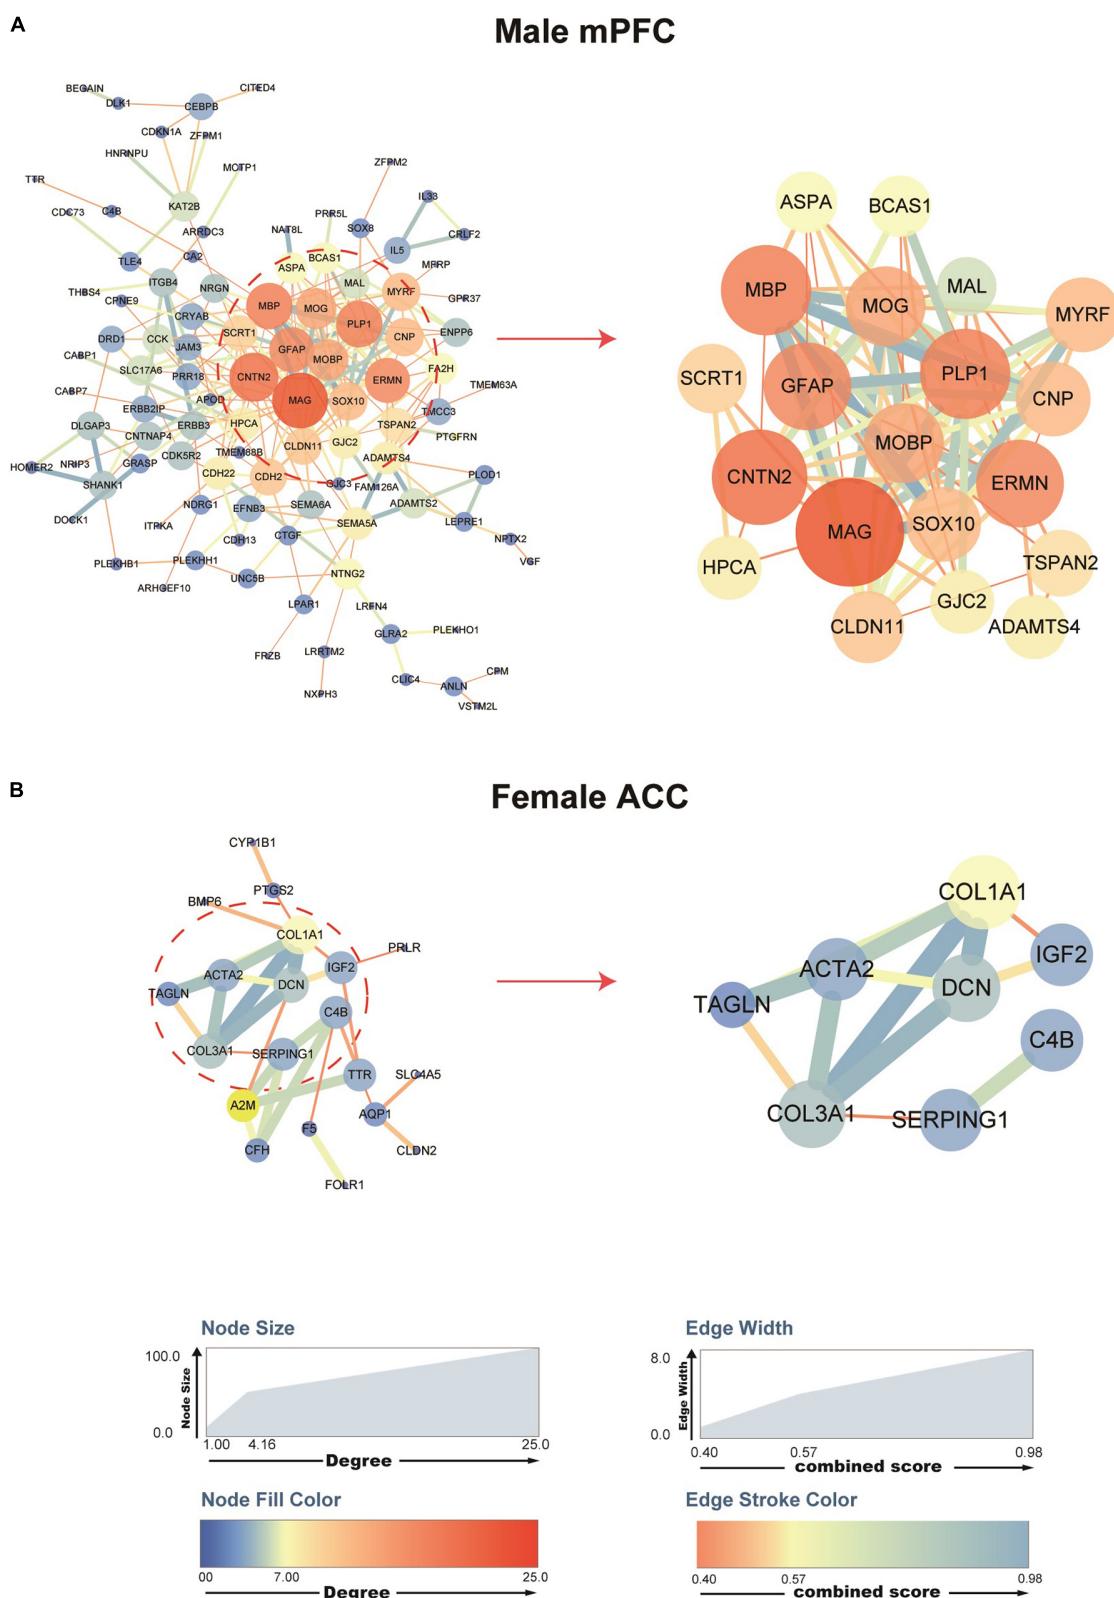 A
Male mPFC
BEGAIN
DLK1
CEBPB
CITED4
CDKN1A
ZFPM1
HNRNPU
MCTP1
ZFPM2
TTR
KAT2B
IL33
CDC73
C4B
ARRDC3
NAT8L
PRR5L
SOX8
CRLF2
TLE4
CA2
ASPA
BCAS1
IL5
MFRP
ITGB4
NRGN
MAL
MYRF
GPR37
THBS4
CPNE9
CRYAB
MBP
MOG
PLP1
DRD1
CCK
JAM3
SCRT1
GFAP
MOBP
CNP
ENPP6
CABP1
SLC17A6
PRR18
CNTN2
ERMN
FA2H
TMEM63A
CABP7
ERBB2IP
APOD
MAG
SOX10
TMCC3
DLGAP3
CNTNAP4
ERBB3
HPCA
TSPAN2
PTGFRN
CLDN11
GJC2
HOMER2
NRIP3
GRASP
CDK5R2
TMEM88B
ADAMTS4
SHANK1
CDH22
CDH2
GJC3
FAM126A
PLOD1
DOCK1
ITPKA
NDRG1
EFNB3
SEMA6A
SEMA5A
ADAMTS2
LEPRE1
CDH13
CTGF
NPTX2
VGF
PLEKHB1
PLEKHH1
UNC5B
NTNG2
ARHGEF10
LPAR1
LRFN4
GLRA2
PLEKHO1
FRZB
LRRTM2
CLIC4
ANLN
CPM
NXPH3
VSTM2L
ASPA
BCAS1
MBP
MOG
MAL
MYRF
SCRT1
GFAP
PLP1
CNP
CNTN2
MOBP
ERMN
MAG
SOX10
HPCA
TSPAN2
CLDN11
GJC2
ADAMTS4
B
Female ACC
CYP1B1
PTGS2
BMP6
COL1A1
PRLR
ACTA2
DCN
IGF2
TAGLN
C4B
COL3A1
SERPING1
TTR
SLC4A5
A2M
AQP1
CFH
F5
CLDN2
FOLR1
COL1A1
ACTA2
IGF2
TAGLN
DCN
C4B
COL3A1
SERPING1
Node Size
100.0
Node Size
0.0
1.00 4.16 25.0
Degree
Edge Width
8.0
Edge Width
0.0
0.40 0.57 0.98
combined score
Node Fill Color
00 7.00 25.0
Degree
Edge Stroke Color
0.40 0.57 0.98
combined score